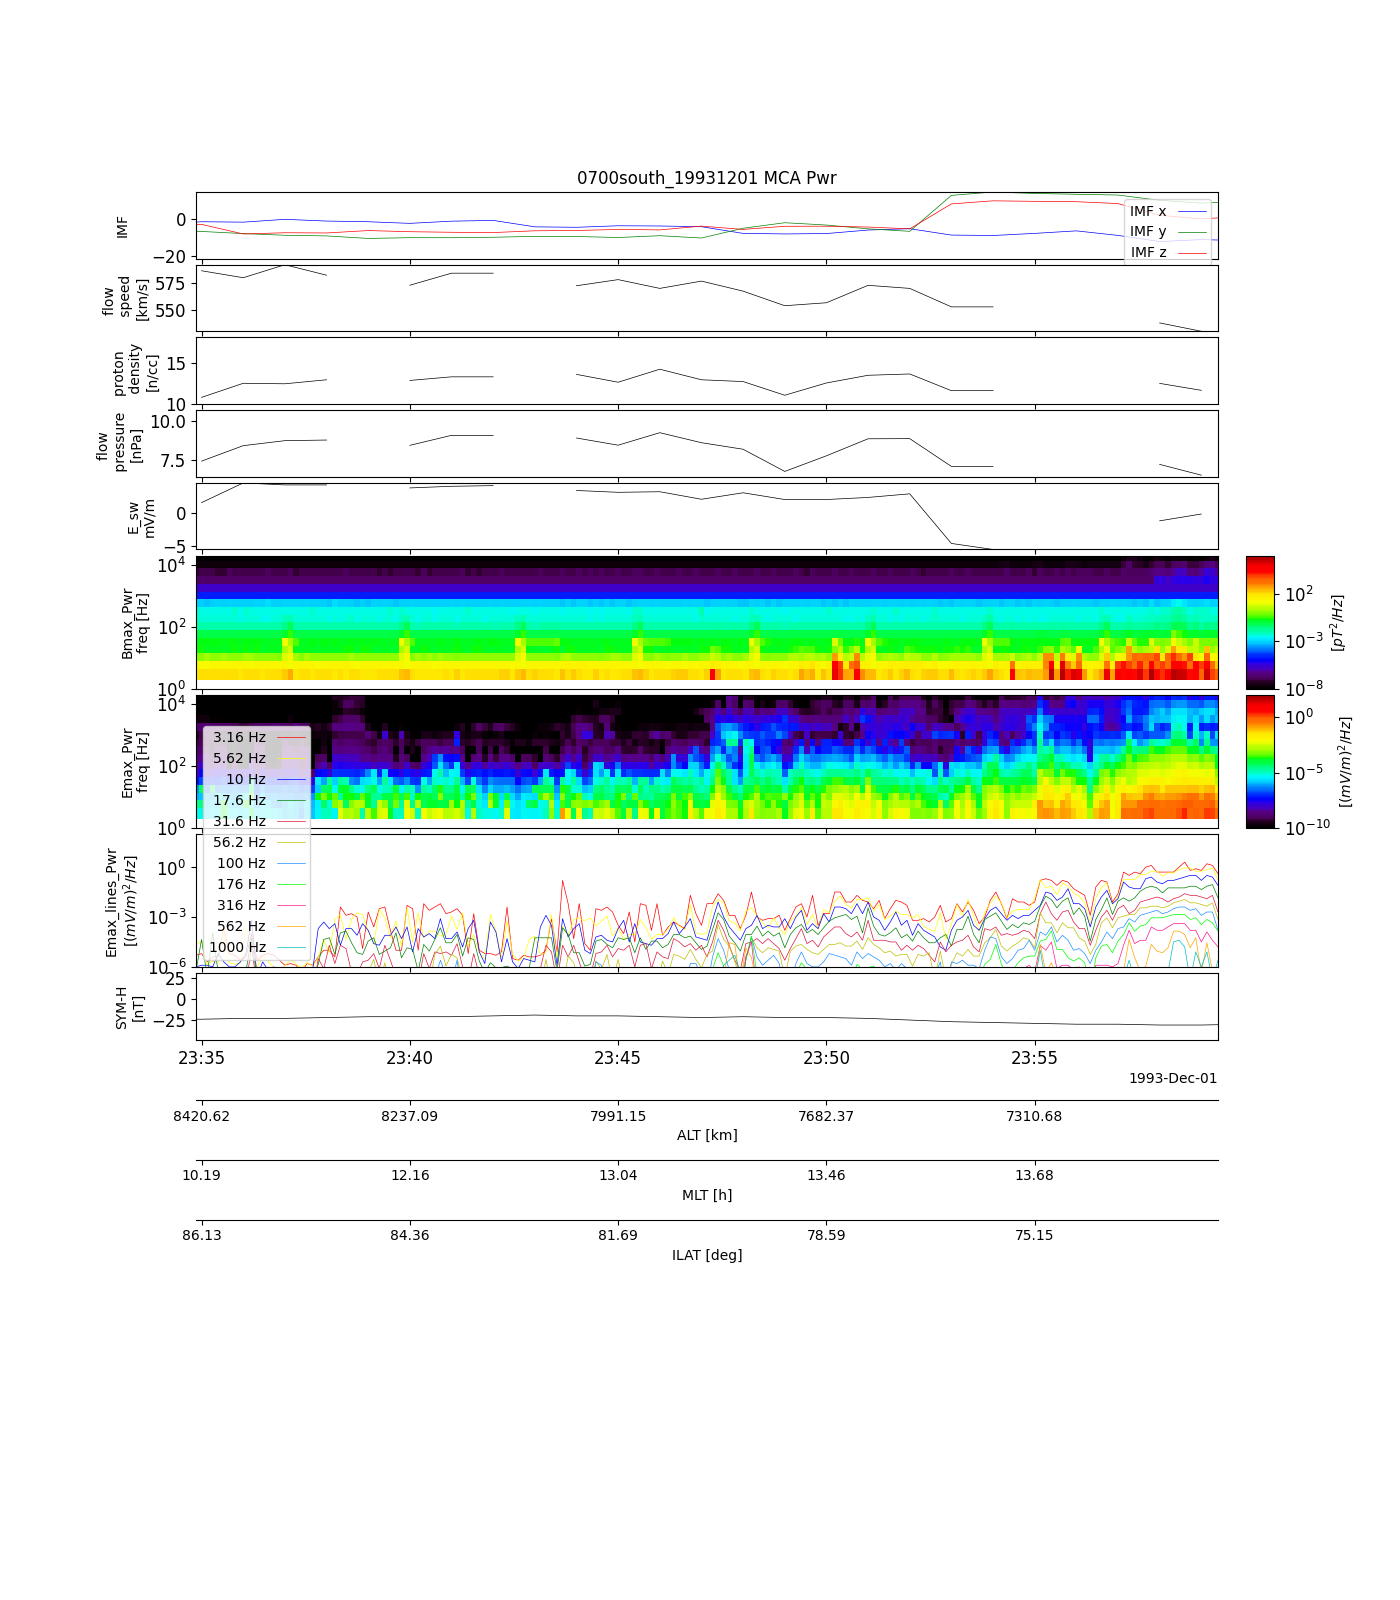 0700south_19931201 MCA Pwr
IMF
0
−20
IMF x
IMF y
IMF z
flow
speed
[km/s]
575
550
proton
density
[n/cc]
15
10
flow
pressure
[nPa]
10.0
7.5
E_sw
mV/m
0
−5
Bmax_Pwr
freq [Hz]
10^4
10^2
10^0
10^2
10^−3
10^−8
[pT^2/Hz]
Emax_Pwr
freq [Hz]
10^4
10^2
10^0
10^0
10^−5
10^−10
[(mV/m)^2/Hz]
3.16 Hz
5.62 Hz
10 Hz
17.6 Hz
31.6 Hz
56.2 Hz
100 Hz
176 Hz
316 Hz
562 Hz
1000 Hz
Emax_lines_Pwr
[(mV/m)^2/Hz]
10^0
10^−3
10^−6
SYM-H
[nT]
25
0
−25
23:35 23:40 23:45 23:50 23:55
1993-Dec-01
8420.62 8237.09 7991.15 7682.37 7310.68
ALT [km]
10.19 12.16 13.04 13.46 13.68
MLT [h]
86.13 84.36 81.69 78.59 75.15
ILAT [deg]